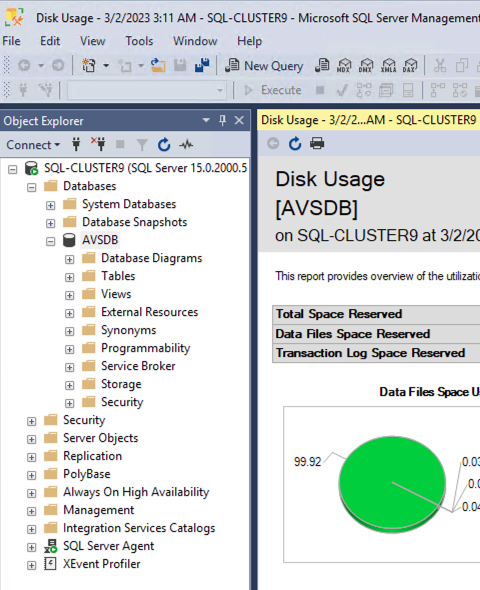 Disk Usage - 3/2/2023 3:11 AM - SQL-CLUSTER9 - Microsoft SQL Server Management
File Edit View Tools Window Help
New Query MDX DMX XMLA DAX
Execute
Object Explorer
Connect
SQL-CLUSTER9 (SQL Server 15.0.2000.5
Databases
System Databases
Database Snapshots
AVSDB
Database Diagrams
Tables
Views
External Resources
Synonyms
Programmability
Service Broker
Storage
Security
Security
Server Objects
Replication
PolyBase
Always On High Availability
Management
Integration Services Catalogs
SQL Server Agent
XEvent Profiler
Disk Usage - 3/2/2...AM - SQL-CLUSTER9
Disk Usage
[AVSDB]
on SQL-CLUSTER9 at 3/2/20
This report provides overview of the utilizati
Total Space Reserved
Data Files Space Reserved
Transaction Log Space Reserved
Data Files Space U
99.92
0.03
0.0
0.04